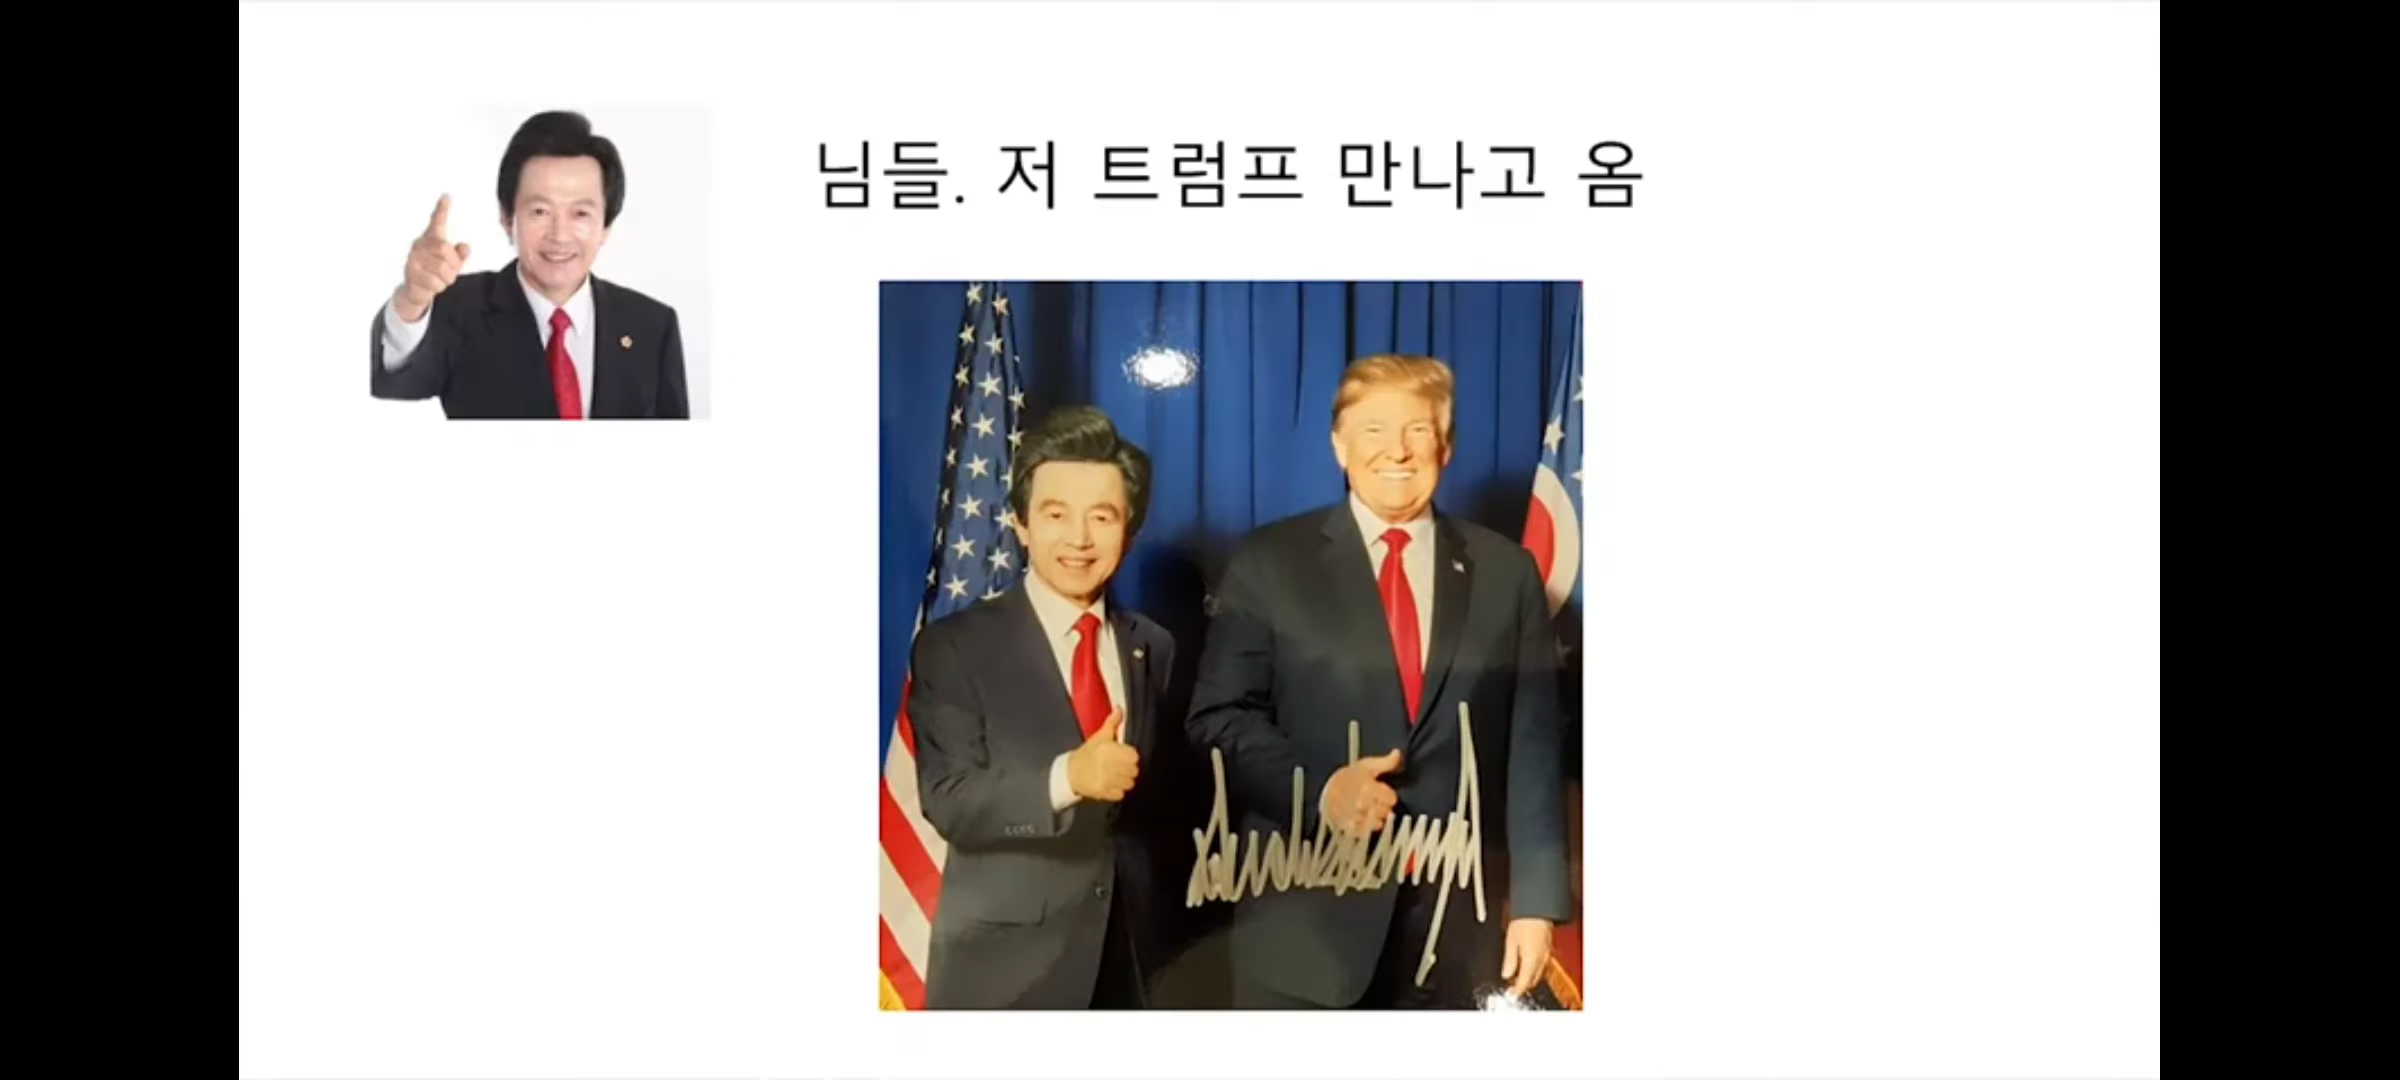 님들. 저 트럼프 만나고 옴